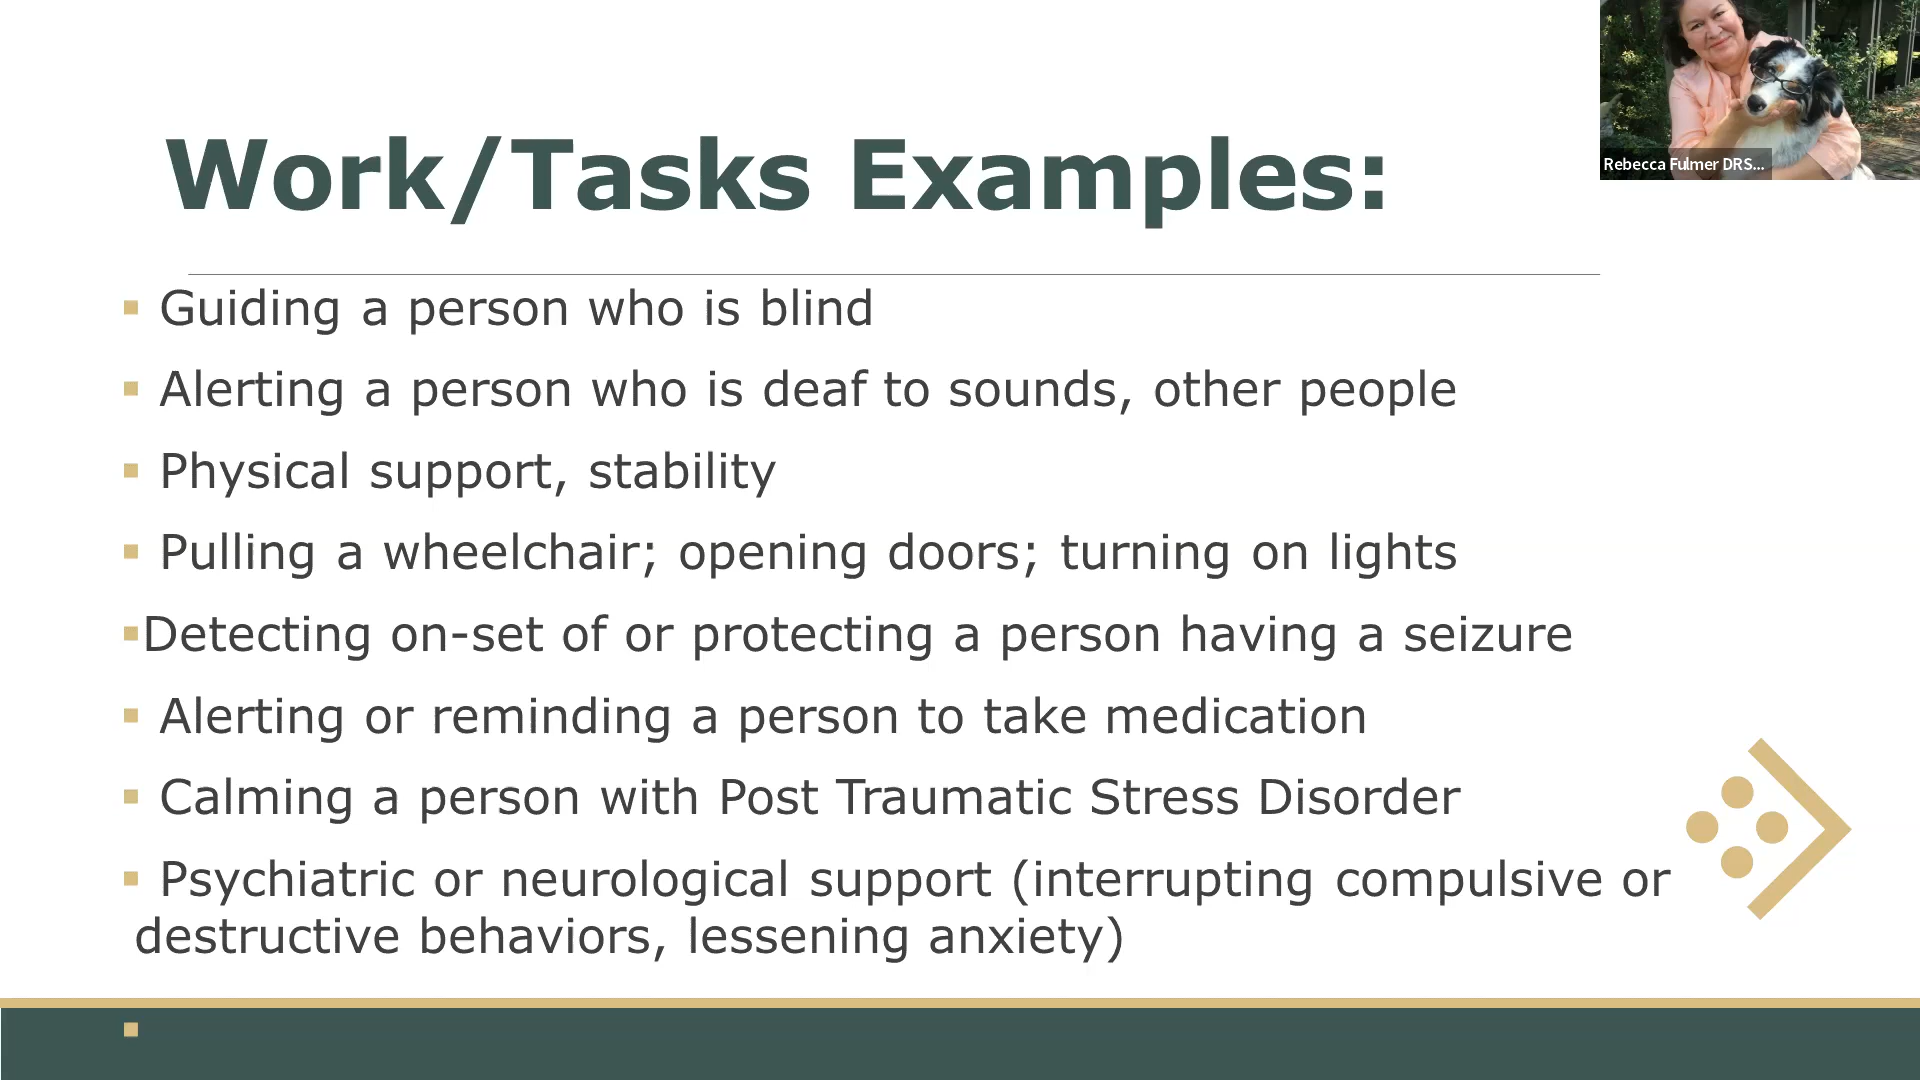 Work/Tasks Examples:
Rebecca Fulmer DRS...
Guiding a person who is blind
Alerting a person who is deaf to sounds, other people
Physical support, stability
Pulling a wheelchair; opening doors; turning on lights
Detecting on-set of or protecting a person having a seizure
Alerting or reminding a person to take medication
Calming a person with Post Traumatic Stress Disorder
Psychiatric or neurological support (interrupting compulsive or
destructive behaviors, lessening anxiety)